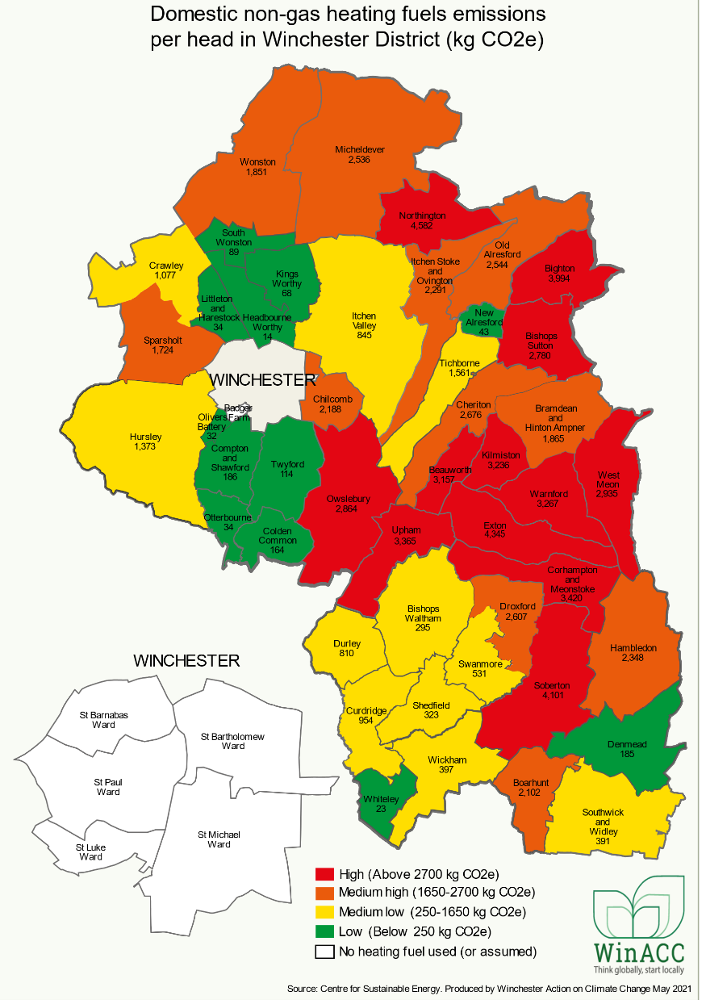 Domestic non-gas heating fuels emissions
per head in Winchester District (kg CO2e)
Wonston
1,851
Micheldever
2,536
Northington
4,582
South
Wonston
89
Old
Alresford
2,544
Crawley
1,077
Kings
Worthy
68
Itchen Stoke
and
Ovington
2,291
Bighton
3,994
Littleton
and
Harestock
34
Headbourne
Worthy
14
Itchen
Valley
845
New
Alresford
43
Sparsholt
1,724
Bishops
Sutton
2,780
Tichborne
1,561
WINCHESTER
Chilcomb
2,188
Cheriton
2,676
Bramdean
and
Hinton Ampner
1,865
Badger
Farm
Olivers
Battery
32
Hursley
1,373
Compton
and
Shawford
186
Twyford
114
Beauworth
3,157
Kilmiston
3,236
West
Meon
2,935
Owslebury
2,864
Warnford
3,267
Otterbourne
34
Colden
Common
164
Upham
3,365
Exton
4,345
Corhampton
and
Meonstoke
3,420
Bishops
Waltham
295
Droxford
2,607
Durley
810
Hambledon
2,348
Swanmore
531
Soberton
4,101
Curdridge
954
Shedfield
323
Denmead
185
Wickham
397
Boarhunt
2,102
Whiteley
23
Southwick
and
Widley
391
WINCHESTER
St Barnabas
Ward
St Bartholomew
Ward
St Paul
Ward
St Luke
Ward
St Michael
Ward
High (Above 2700 kg CO2e)
Medium high (1650-2700 kg CO2e)
Medium low (250-1650 kg CO2e)
Low (Below 250 kg CO2e)
No heating fuel used (or assumed)
WinACC
Think globally, start locally
Source: Centre for Sustainable Energy. Produced by Winchester Action on Climate Change May 2021